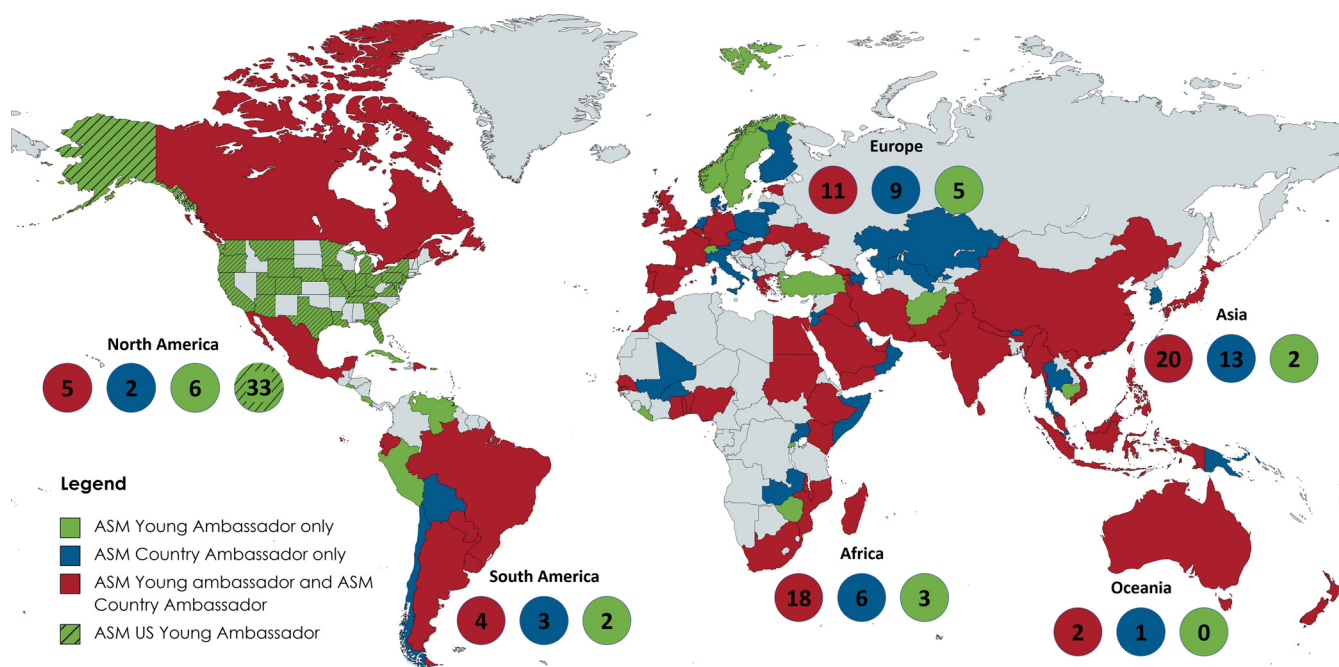 Europe
11 9 5
Asia
20 13 2
North America
5 2 6 33
Legend
ASM Young Ambassador only
ASM Country Ambassador only
ASM Young ambassador and ASM
Country Ambassador
ASM US Young Ambassador
South America
4 3 2
Africa
18 6 3
Oceania
2 1 0